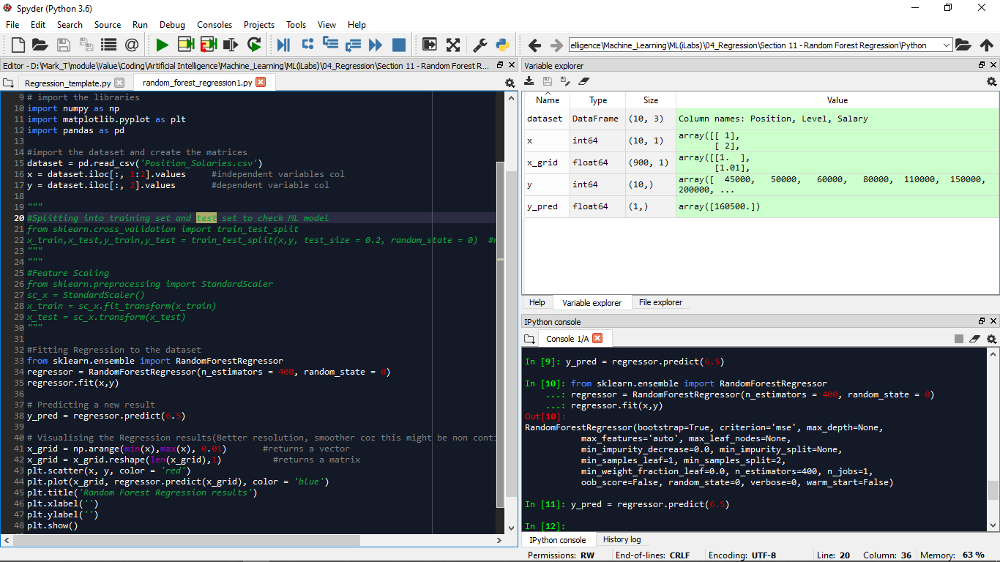 Spyder (Python 3.6)
File Edit Search Source Run Debug Consoles Projects Tools View Help
elligence\Machine_Learning\ML(iLabs)\04_Regression\Section 11 - Random Forest Regression\Python
Editor - D:\Mark_T\module\Value\Coding\Artificial Intelligence\Machine_Learning\ML(iLabs)\04_Regression\Section 11 - Random Forest R...
Regression_template.py random_forest_regression1.py
9 # import the libraries
10 import numpy as np
11 import matplotlib.pyplot as plt
12 import pandas as pd
13
14 #import the dataset and create the matrices
15 dataset = pd.read_csv('Position_Salaries.csv')
16 x = dataset.iloc[:, 1:2].values #independent variables col
17 y = dataset.iloc[:, 2].values #dependent variable col
18
19 """
20 #Splitting into training set and test set to check ML model
21 from sklearn.cross_validation import train_test_split
22 x_train,x_test,y_train,y_test = train_test_split(x,y, test_size = 0.2, random_state = 0) #
23 """
24 """
25 #Feature Scaling
26 from sklearn.preprocessing import StandardScaler
27 sc_x = StandardScaler()
28 x_train = sc_x.fit_transform(x_train)
29 x_test = sc_x.transform(x_test)
30 """
31
32 #Fitting Regression to the dataset
33 from sklearn.ensemble import RandomForestRegressor
34 regressor = RandomForestRegressor(n_estimators = 400, random_state = 0)
35 regressor.fit(x,y)
36
37 # Predicting a new result
38 y_pred = regressor.predict(6.5)
39
40 # Visualising the Regression results(Better resolution, smoother coz this might be non conti
41 x_grid = np.arange(min(x),max(x), 0.01) #returns a vector
42 x_grid = x_grid.reshape(len(x_grid),1) #returns a matrix
43 plt.scatter(x, y, color = 'red')
44 plt.plot(x_grid, regressor.predict(x_grid), color = 'blue')
45 plt.title('Random Forest Regression results')
46 plt.xlabel('')
47 plt.ylabel('')
48 plt.show()
Variable explorer
Name Type Size Value
dataset DataFrame (10, 3) Column names: Position, Level, Salary
x int64 (10, 1) array([[ 1],
[ 2],
x_grid float64 (900, 1) array([[1. ],
[1.01],
y int64 (10,) array([ 45000, 50000, 60000, 80000, 110000, 150000,
200000, ...
y_pred float64 (1,) array([160500.])
Help Variable explorer File explorer
IPython console
Console 1/A
In [9]: y_pred = regressor.predict(6.5)
In [10]: from sklearn.ensemble import RandomForestRegressor
...: regressor = RandomForestRegressor(n_estimators = 400, random_state = 0)
...: regressor.fit(x,y)
Out[10]:
RandomForestRegressor(bootstrap=True, criterion='mse', max_depth=None,
max_features='auto', max_leaf_nodes=None,
min_impurity_decrease=0.0, min_impurity_split=None,
min_samples_leaf=1, min_samples_split=2,
min_weight_fraction_leaf=0.0, n_estimators=400, n_jobs=1,
oob_score=False, random_state=0, verbose=0, warm_start=False)
In [11]: y_pred = regressor.predict(6.5)
In [12]:
IPython console History log
Permissions: RW End-of-lines: CRLF Encoding: UTF-8 Line: 20 Column: 36 Memory: 63 %